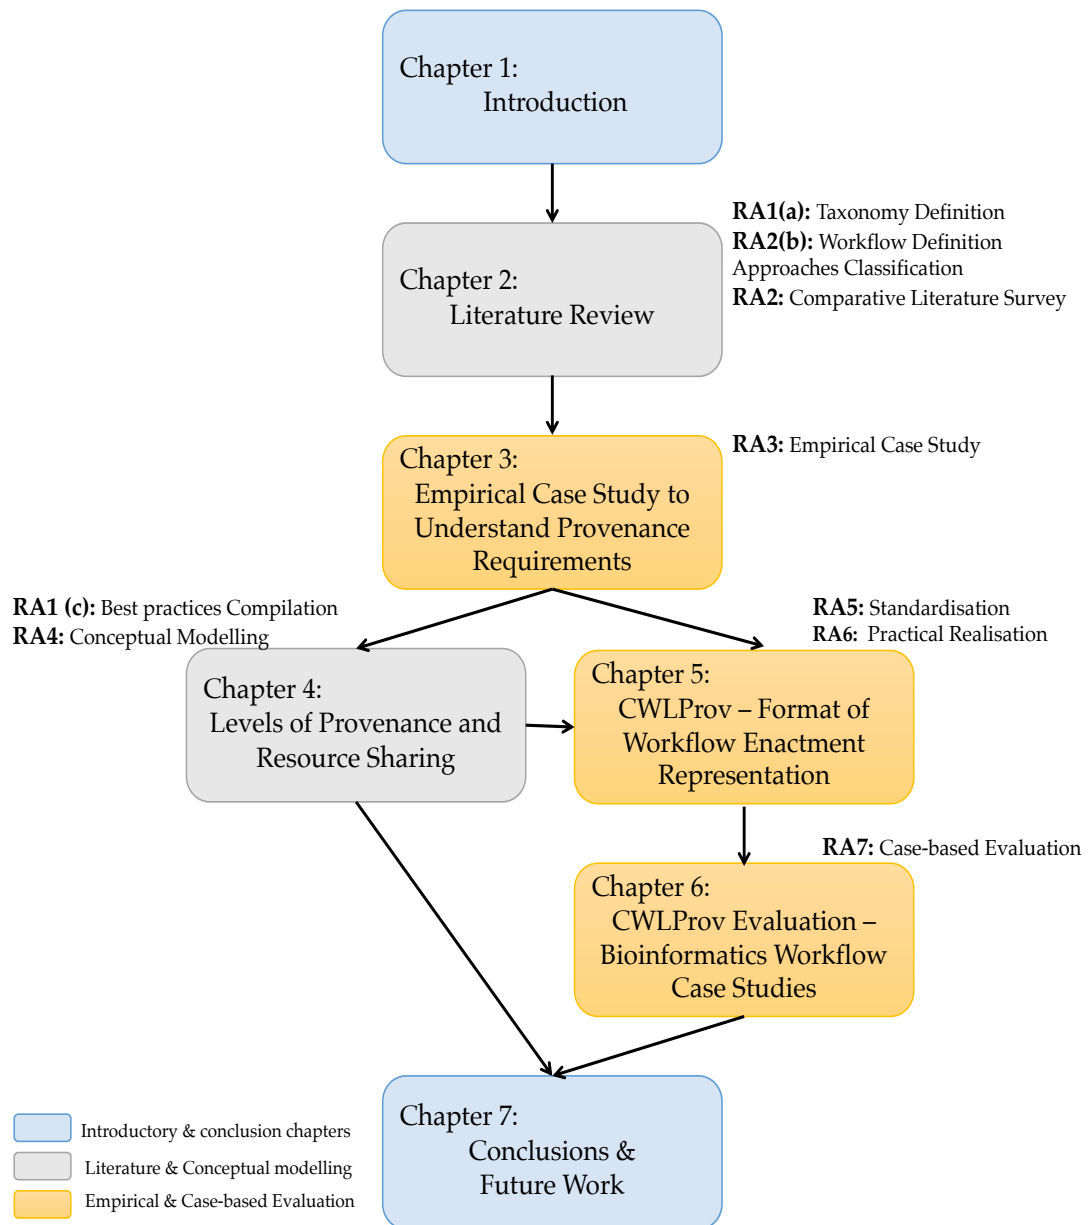 Chapter 1:
Introduction
RA1(a): Taxonomy Definition
RA2(b): Workflow Definition
Approaches Classification
RA2: Comparative Literature Survey
Chapter 2:
Literature Review
RA3: Empirical Case Study
Chapter 3:
Empirical Case Study to
Understand Provenance
Requirements
RA1 (c): Best practices Compilation
RA4: Conceptual Modelling
RA5: Standardisation
RA6: Practical Realisation
Chapter 4:
Levels of Provenance and
Resource Sharing
Chapter 5:
CWLProv – Format of
Workflow Enactment
Representation
RA7: Case-based Evaluation
Chapter 6:
CWLProv Evaluation –
Bioinformatics Workflow
Case Studies
Chapter 7:
Conclusions &
Future Work
Introductory & conclusion chapters
Literature & Conceptual modelling
Empirical & Case-based Evaluation